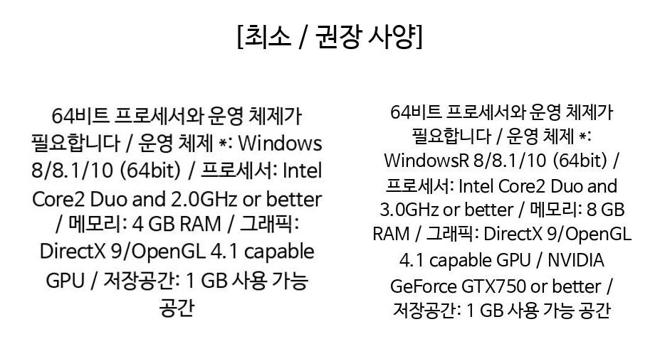 [최소 / 권장 사양]
64비트 프로세서와 운영 체제가
필요합니다 / 운영 체제 *: Windows
8/8.1/10 (64bit) / 프로세서: Intel
Core2 Duo and 2.0GHz or better
/ 메모리: 4 GB RAM / 그래픽:
DirectX 9/OpenGL 4.1 capable
GPU / 저장공간: 1 GB 사용 가능
공간
64비트 프로세서와 운영 체제가
필요합니다 / 운영 체제 *:
WindowsR 8/8.1/10 (64bit) /
프로세서: Intel Core2 Duo and
3.0GHz or better / 메모리: 8 GB
RAM / 그래픽: DirectX 9/OpenGL
4.1 capable GPU / NVIDIA
GeForce GTX750 or better /
저장공간: 1 GB 사용 가능 공간